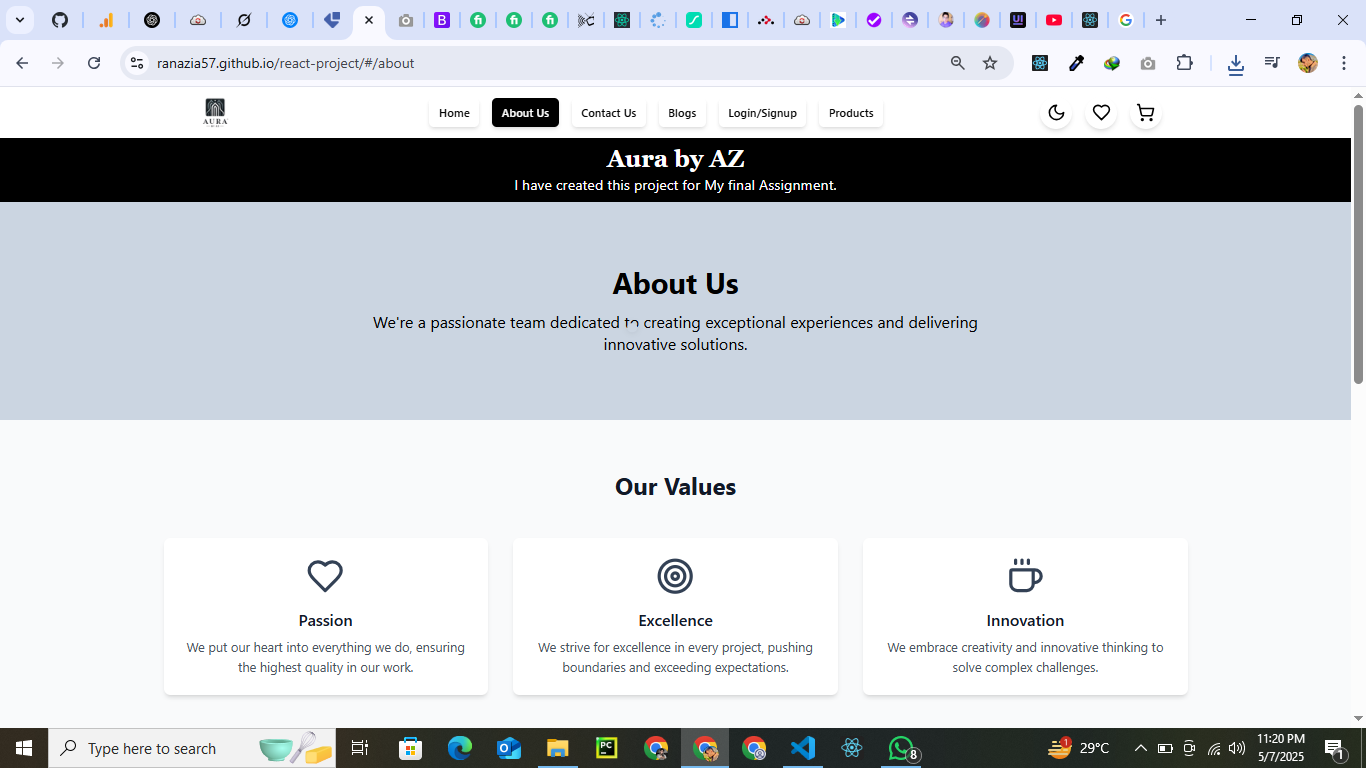 ranazia57.github.io/react-project/#/about
AURA
Home
About Us
Contact Us
Blogs
Login/Signup
Products
Aura by AZ
I have created this project for My final Assignment.
About Us
We're a passionate team dedicated to creating exceptional experiences and delivering
innovative solutions.
Our Values
Passion
We put our heart into everything we do, ensuring
the highest quality in our work.
Excellence
We strive for excellence in every project, pushing
boundaries and exceeding expectations.
Innovation
We embrace creativity and innovative thinking to
solve complex challenges.
Type here to search
PC
8
1
29°C
11:20 PM
5/7/2025
1